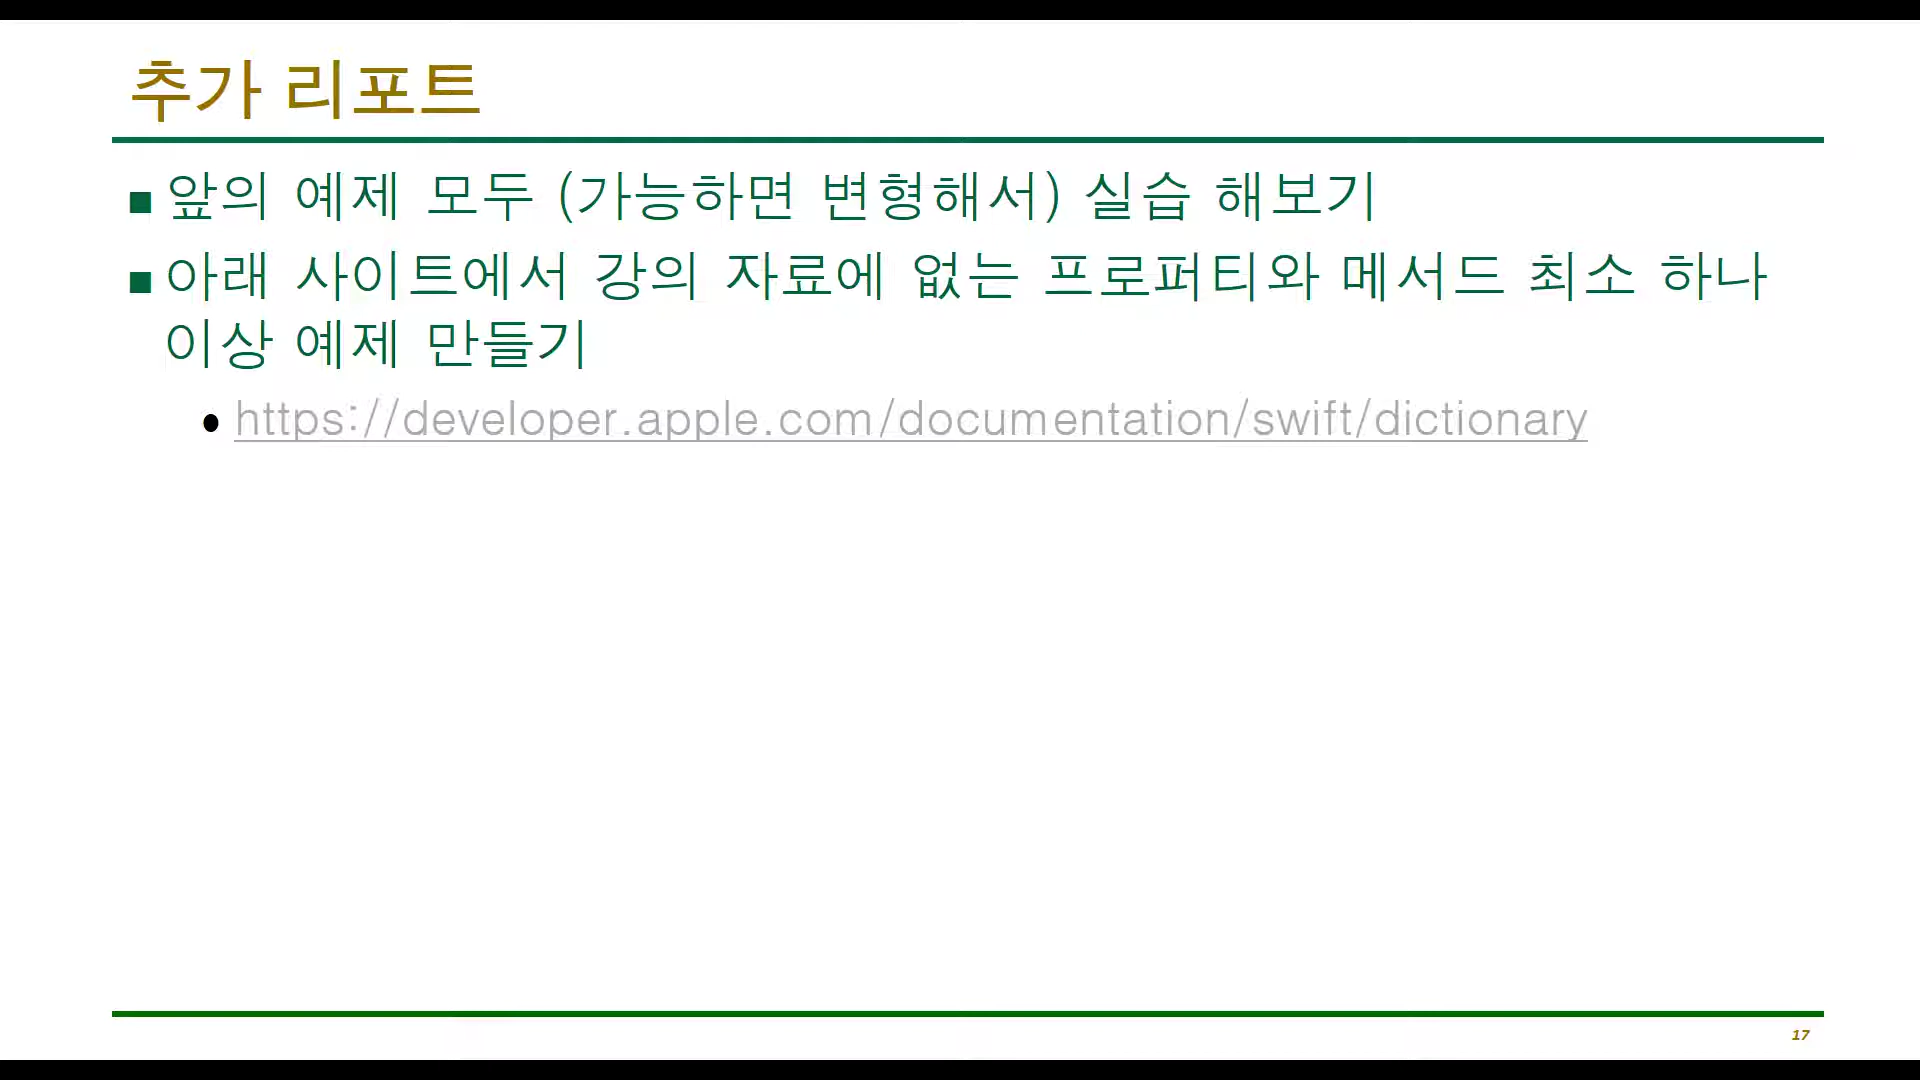 추가 리포트
■ 앞의 예제 모두 (가능하면 변형해서) 실습 해보기
■ 아래 사이트에서 강의 자료에 없는 프로퍼티와 메서드 최소 하나
이상 예제 만들기
● https://developer.apple.com/documentation/swift/dictionary
17